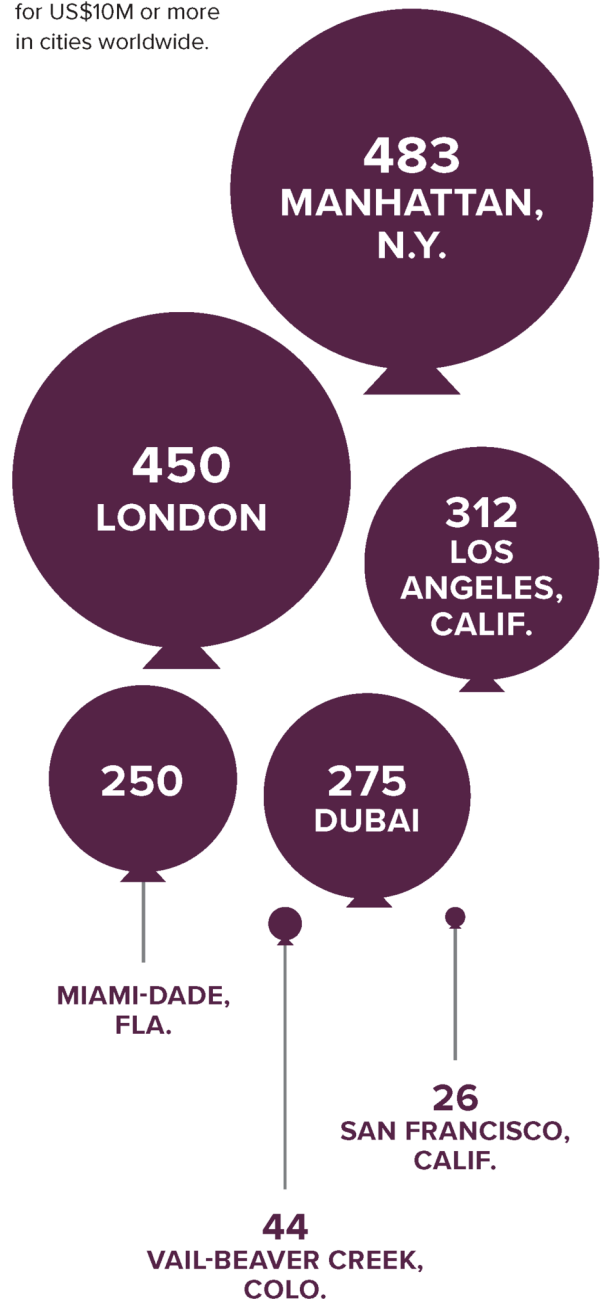 for US$10M or more
in cities worldwide.
483
MANHATTAN,
N.Y.
450
LONDON
312
LOS
ANGELES,
CALIF.
250
MIAMI-DADE,
FLA.
275
DUBAI
26
SAN FRANCISCO,
CALIF.
44
VAIL-BEAVER CREEK,
COLO.